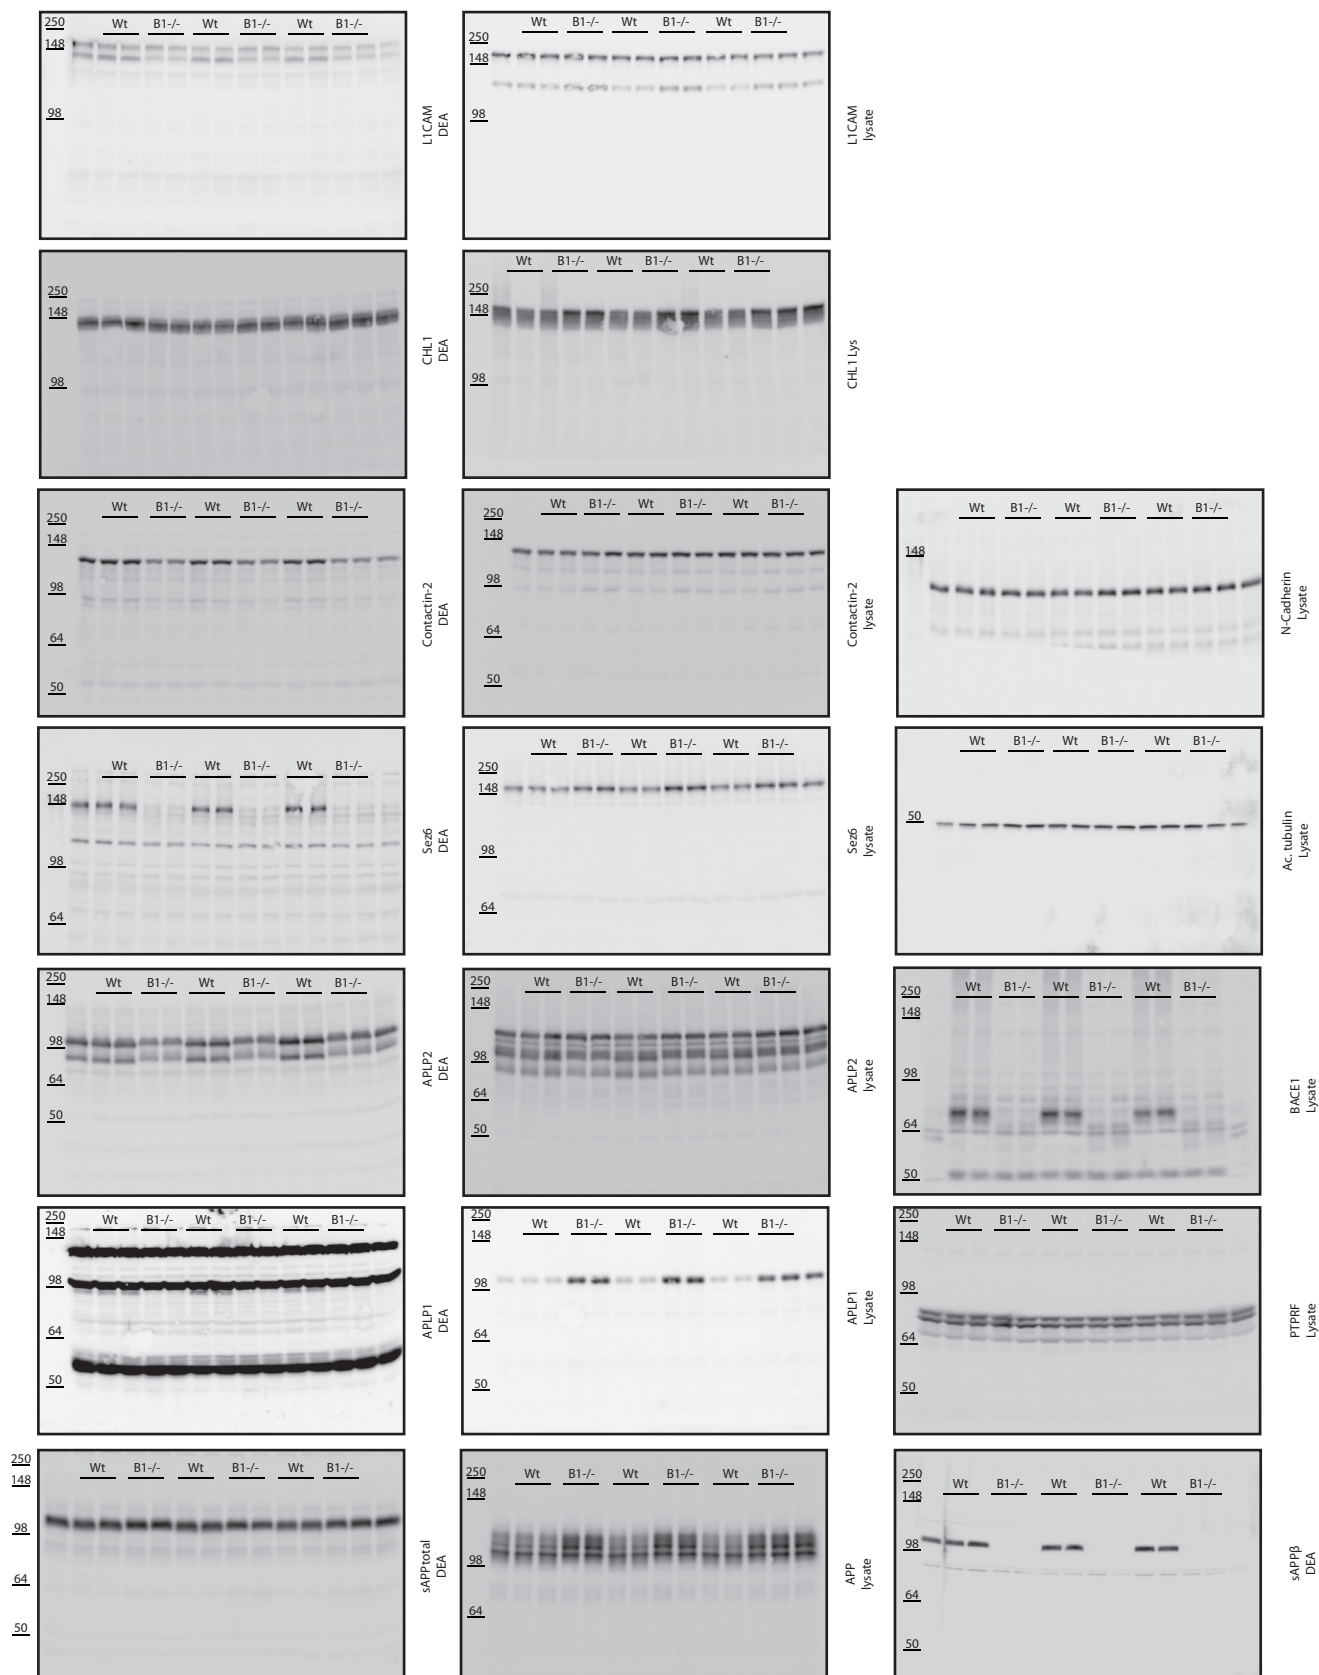 Wt B1-/- Wt B1-/- Wt B1-/-
250
148
98
L1CAM
DEA
Wt B1-/- Wt B1-/- Wt B1-/-
250
148
98
L1CAM
lysate
250
148
98
CHL1
DEA
Wt B1-/- Wt B1-/- Wt B1-/-
250
148
98
CHL1 Lys
Wt B1-/- Wt B1-/- Wt B1-/-
250
148
98
64
50
Contactin-2
DEA
Wt B1-/- Wt B1-/- Wt B1-/-
250
148
98
64
50
Contactin-2
lysate
Wt B1-/- Wt B1-/- Wt B1-/-
148
N-Cadherin
Lysate
Wt B1-/- Wt B1-/- Wt B1-/-
250
148
98
64
Sez6
DEA
Wt B1-/- Wt B1-/- Wt B1-/-
250
148
98
64
Sez6
lysate
Wt B1-/- Wt B1-/- Wt B1-/-
50
Ac. tubulin
Lysate
Wt B1-/- Wt B1-/- Wt B1-/-
250
148
98
64
50
APLP2
DEA
Wt B1-/- Wt B1-/- Wt B1-/-
250
148
98
64
50
APLP2
lysate
Wt B1-/- Wt B1-/- Wt B1-/-
250
148
98
64
50
BACE1
Lysate
Wt B1-/- Wt B1-/- Wt B1-/-
250
148
98
64
50
APLP1
DEA
Wt B1-/- Wt B1-/- Wt B1-/-
250
148
98
64
50
APLP1
Lysate
Wt B1-/- Wt B1-/- Wt B1-/-
250
148
98
64
50
PTPRF
Lysate
Wt B1-/- Wt B1-/- Wt B1-/-
250
148
98
64
50
sAPPtotal
DEA
Wt B1-/- Wt B1-/- Wt B1-/-
250
148
98
64
APP
lysate
Wt B1-/- Wt B1-/- Wt B1-/-
250
148
98
64
50
sAPPβ
DEA